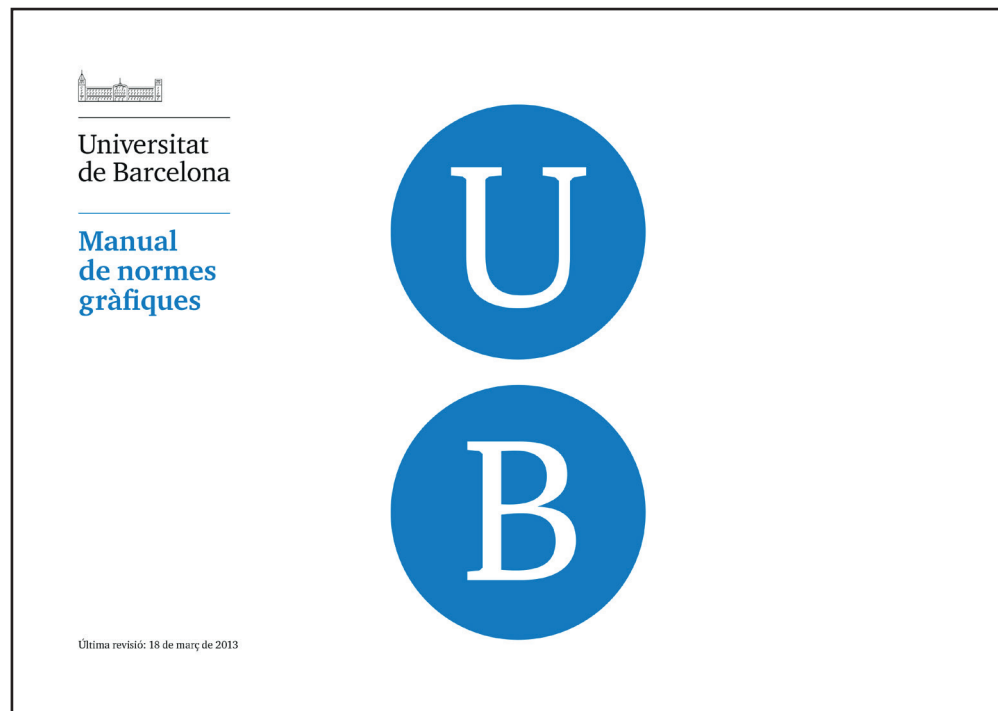 Universitat
de Barcelona
Manual
de normes
gràfiques
U
B
Última revisió: 18 de març de 2013